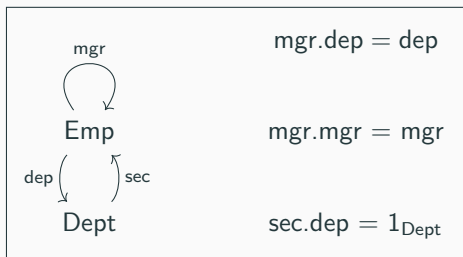 mgr
mgr.dep = dep
Emp
mgr.mgr = mgr
dep
sec
Dept
sec.dep = 1_Dept